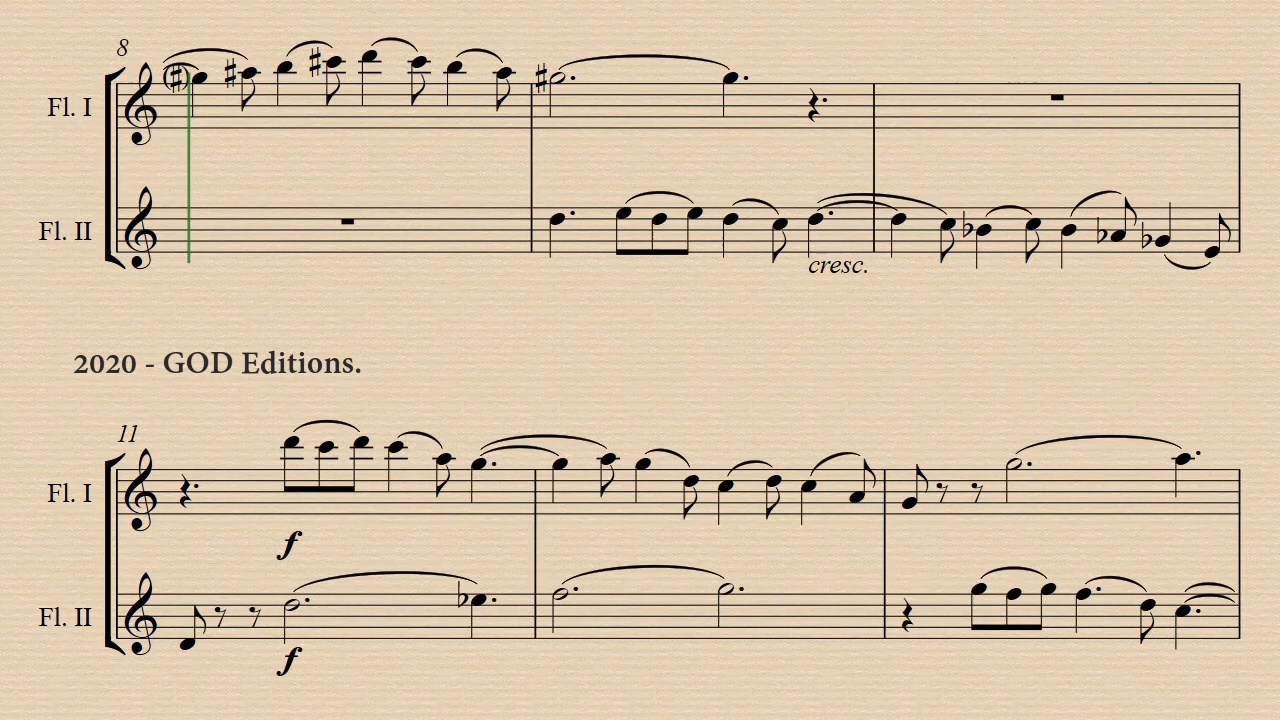 8
Fl. I
Fl. II
cresc.
2020 - GOD Editions.
11
Fl. I
f
Fl. II
f